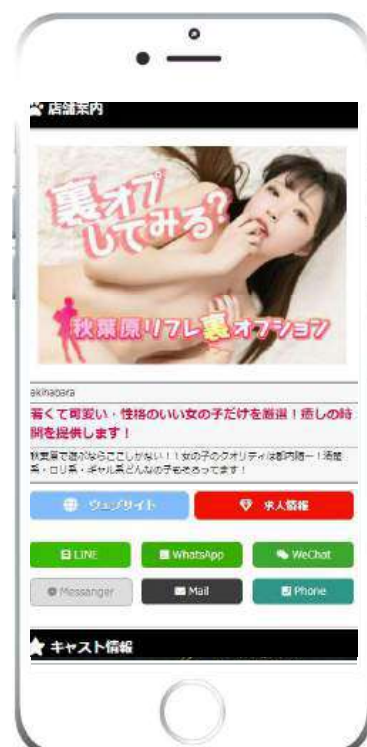 店舗案内
裏オプ
してみる?
秋葉原リフレ裏オプション
akihabara
若くて可愛い・性格のいい女の子だけを厳選!癒しの時
間を提供します!
秋葉原で遊ぶならここしかない!!女の子のクオリティは都内随一!清楚
系・ロリ系・ギャル系どんな子もそろってます!
ウェブサイト
求人情報
LINE
WhatsApp
WeChat
Messanger
Mail
Phone
キャスト情報